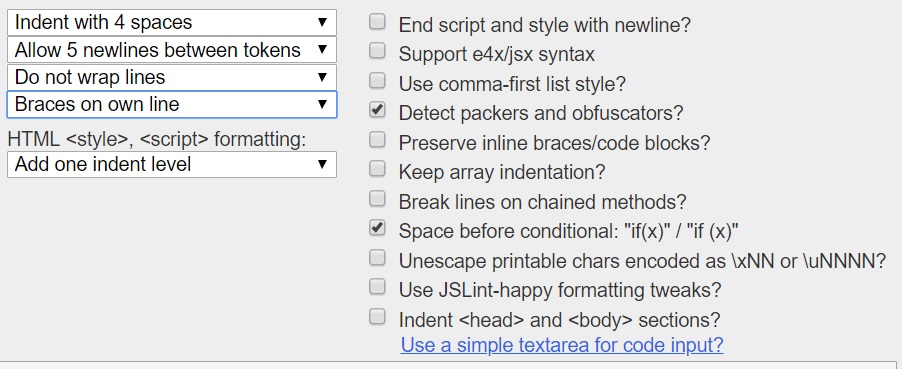 Indent with 4 spaces
Allow 5 newlines between tokens
Do not wrap lines
Braces on own line
HTML <style>, <script> formatting:
Add one indent level
End script and style with newline?
Support e4x/jsx syntax
Use comma-first list style?
Detect packers and obfuscators?
Preserve inline braces/code blocks?
Keep array indentation?
Break lines on chained methods?
Space before conditional: "if(x)" / "if (x)"
Unescape printable chars encoded as \xNN or \uNNNN?
Use JSLint-happy formatting tweaks?
Indent <head> and <body> sections?
Use a simple textarea for code input?